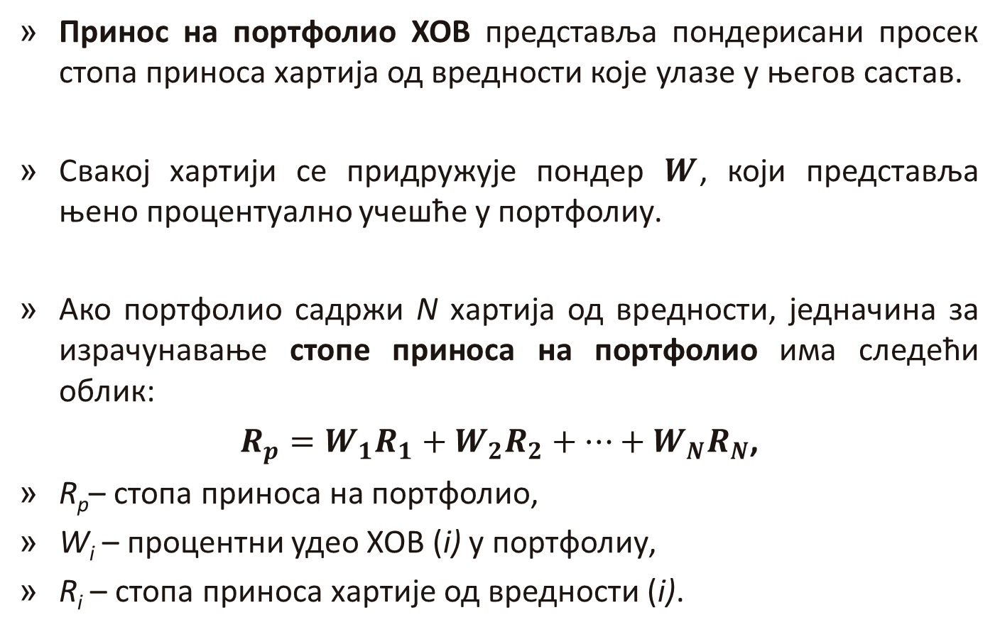 » Принос на портфолио ХОВ представља пондерисани просек
стопа приноса хартија од вредности које улазе у његов састав.
» Свакој хартији се придружује пондер W, који представља
њено процентуално учешће у портфолиу.
» Ако портфолио садржи N хартија од вредности, једначина за
израчунавање стопе приноса на портфолио има следећи
облик:
R_p = W_1R_1 + W_2R_2 + ⋯ + W_NR_N,
» R_p– стопа приноса на портфолио,
» W_i – процентни удео ХОВ (i) у портфолиу,
» R_i – стопа приноса хартије од вредности (i).